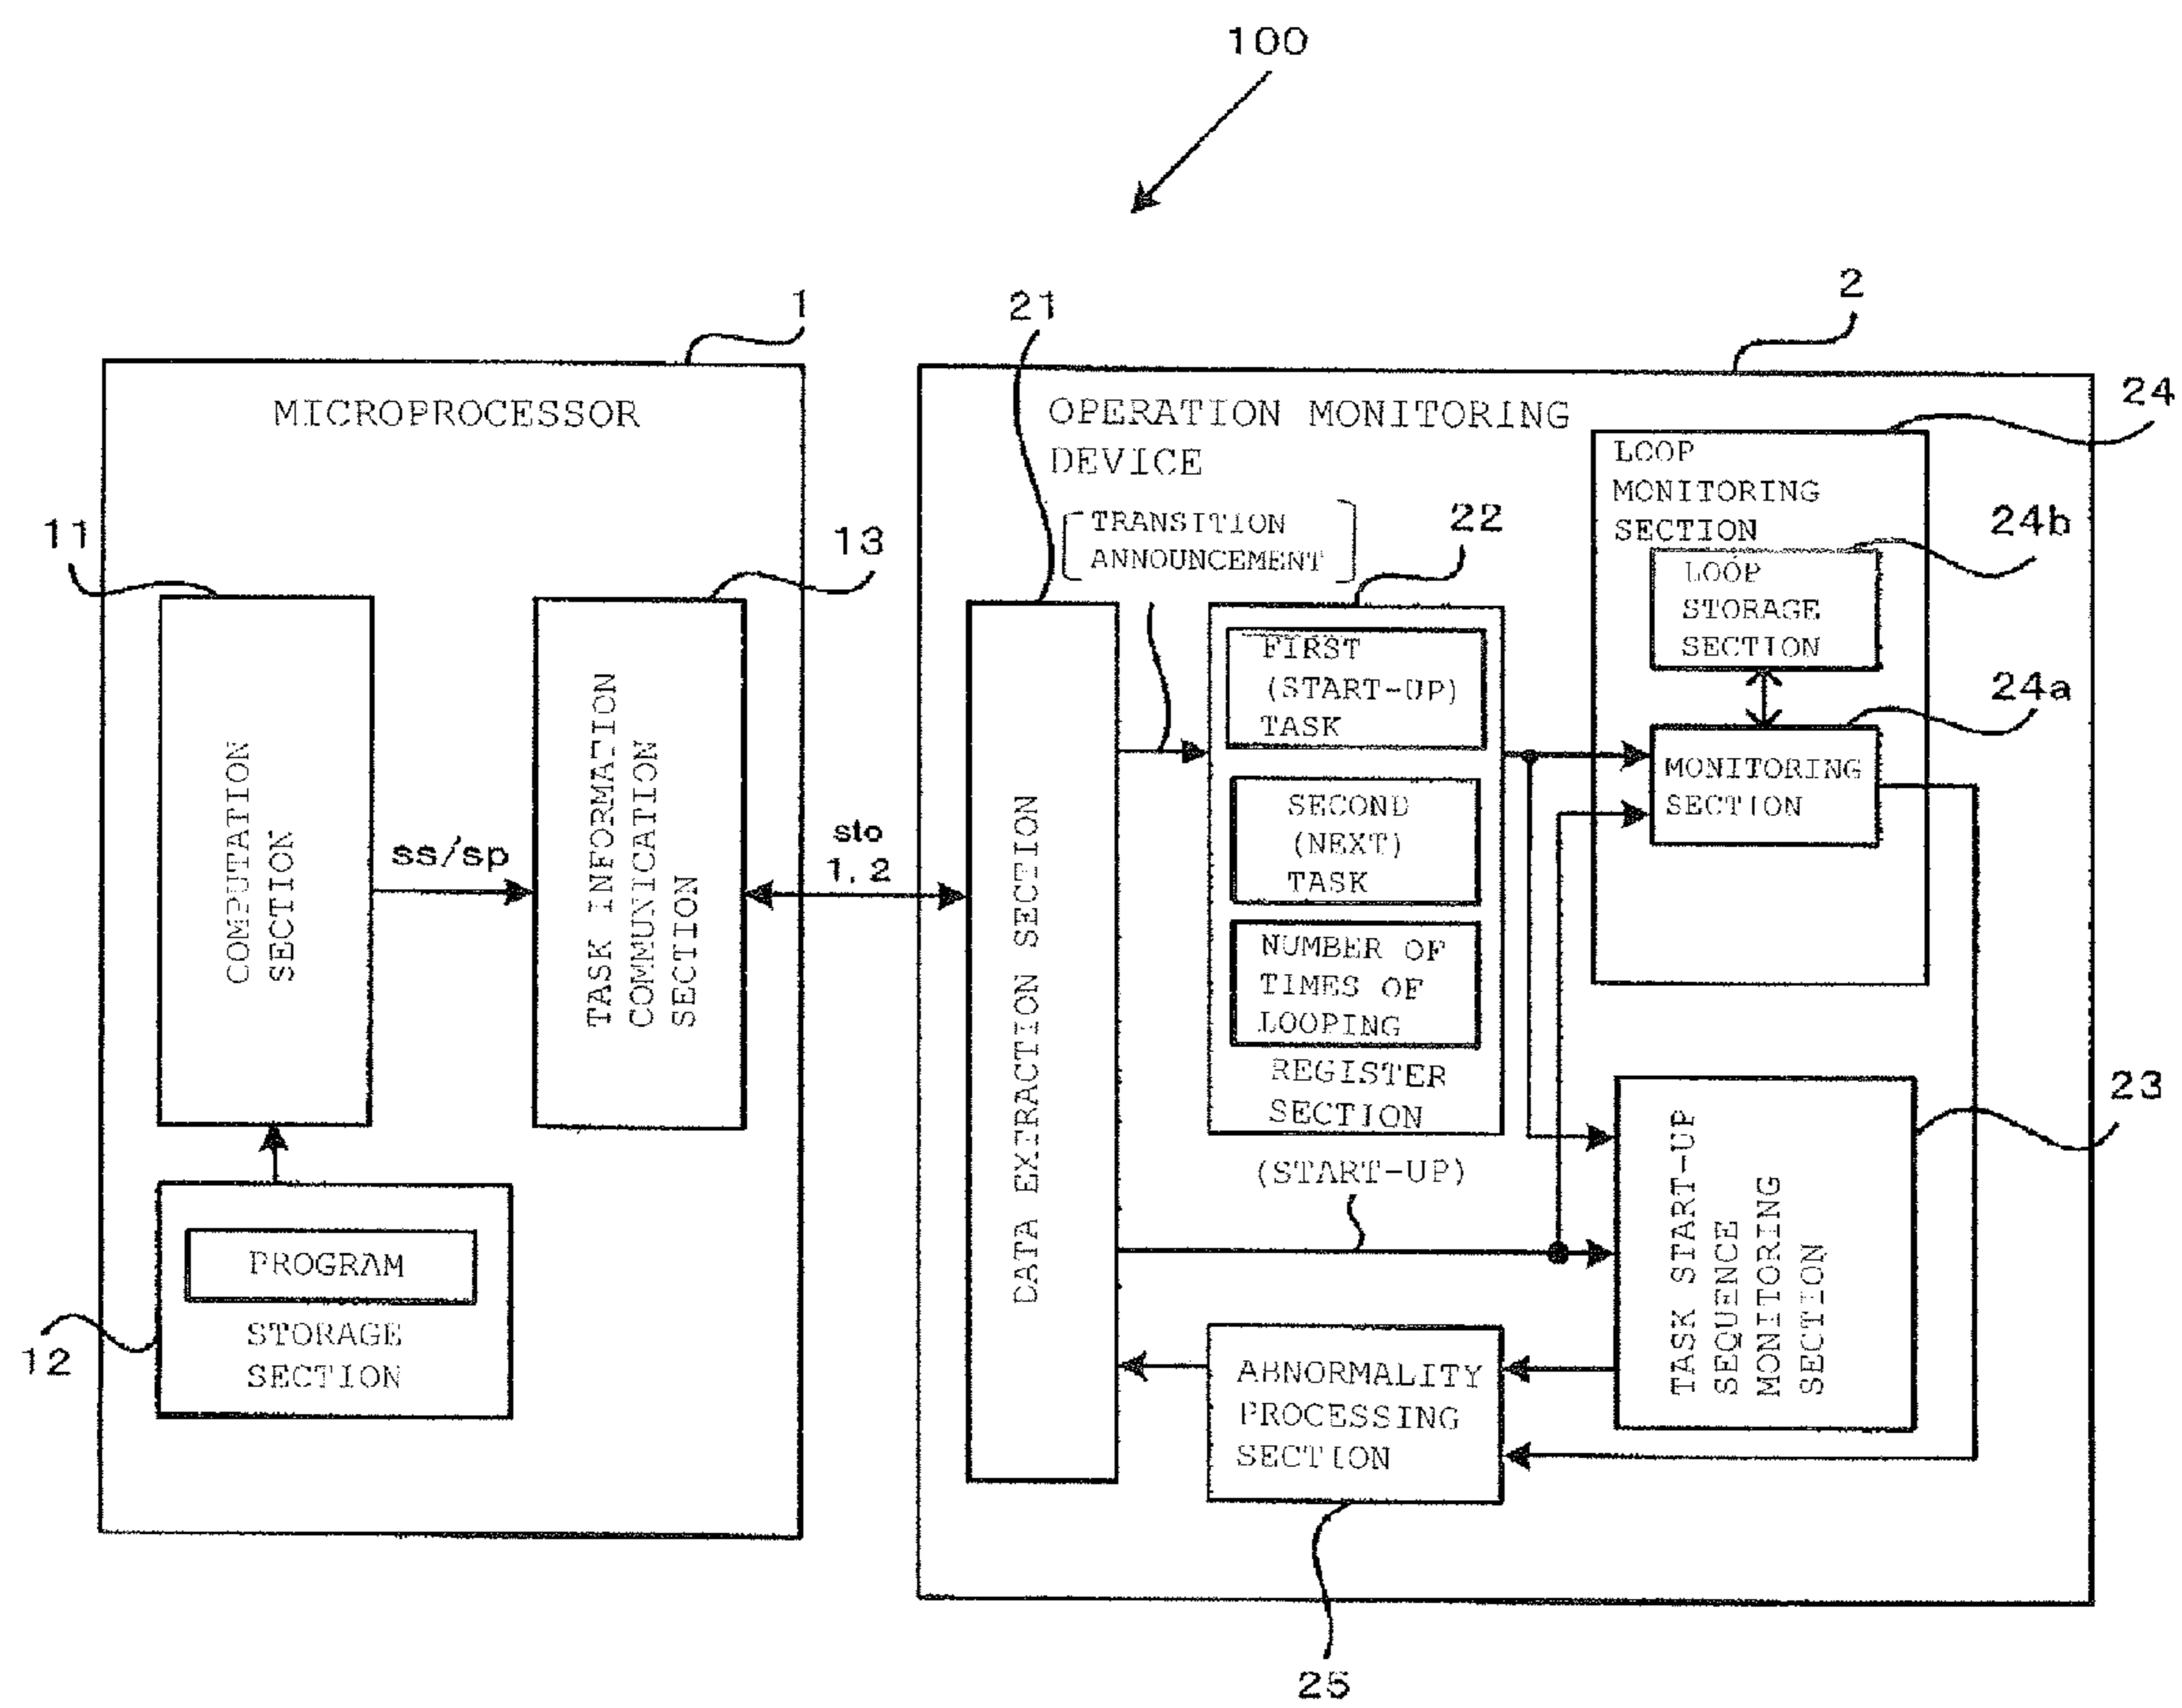 100
1
21
2
24
MICROPROCESSOR
OPERATION MONITORING
DEVICE
LOOP
MONITORING
SECTION
24b
LOOP
STORAGE
SECTION
24a
MONITORING
SECTION
TRANSITION
ANNOUNCEMENT
22
11
13
COMPUTATION
SECTION
ss/sp
TASK INFORMATION
COMMUNICATION
SECTION
sto
1. 2
DATA EXTRACTION SECTION
FIRST
(START-UP)
TASK
SECOND
(NEXT)
TASK
NUMBER OF
TIMES OF
LOOPING
REGISTER
SECTION
(START-UP)
23
TASK START-UP
SEQUENCE
MONITORING
SECTION
PROGRAM
STORAGE
SECTION
12
ABNORMALITY
PROCESSING
SECTION
25